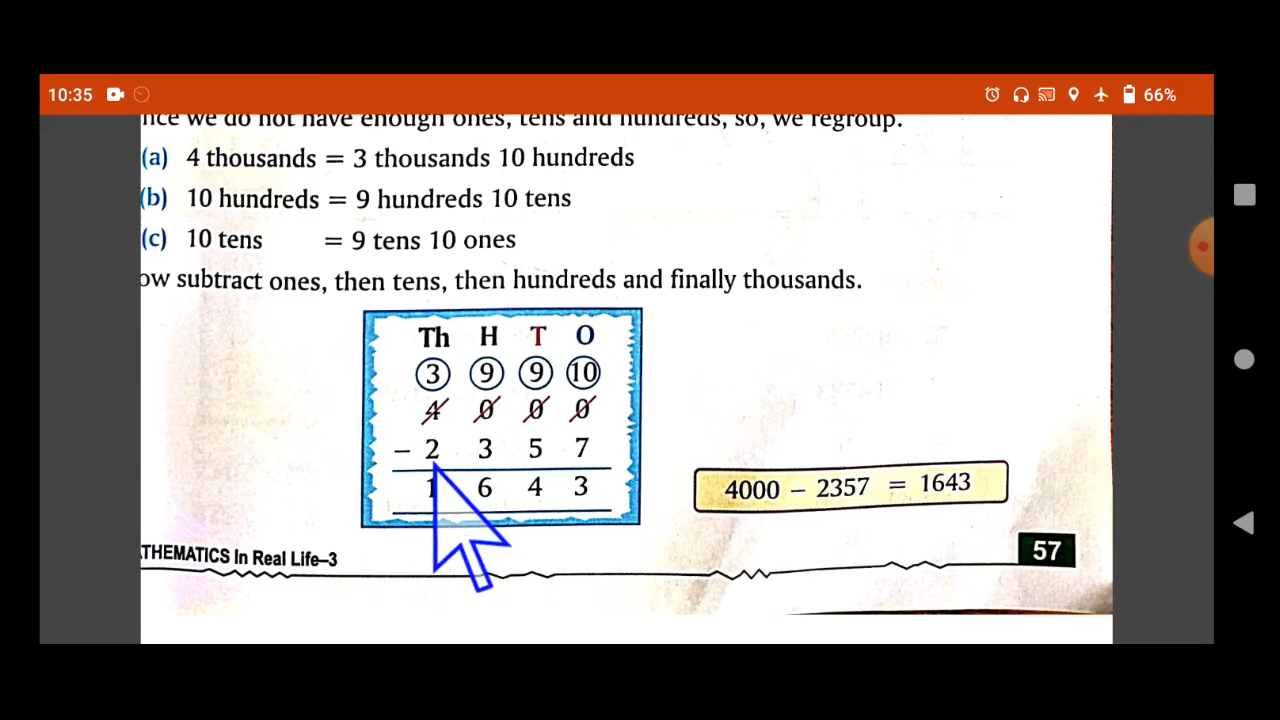 10:35 66%
nce we do not have enough ones, tens and hundreds, so, we regroup.
(a) 4 thousands = 3 thousands 10 hundreds
(b) 10 hundreds = 9 hundreds 10 tens
(c) 10 tens = 9 tens 10 ones
ow subtract ones, then tens, then hundreds and finally thousands.
Th H T O
3 9 9 10
4 0 0 0
– 2 3 5 7
1 6 4 3
4000 – 2357 = 1643
THEMATICS In Real Life–3
57